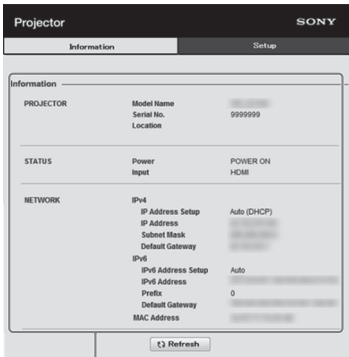 Projector SONY
Information Setup
Information
PROJECTOR Model Name
Serial No. 9999999
Location
STATUS Power POWER ON
Input HDMI
NETWORK IPv4
IP Address Setup Auto (DHCP)
IP Address
Subnet Mask
Default Gateway
IPv6
IPv6 Address Setup Auto
IPv6 Address
Prefix 0
Default Gateway
MAC Address
Refresh